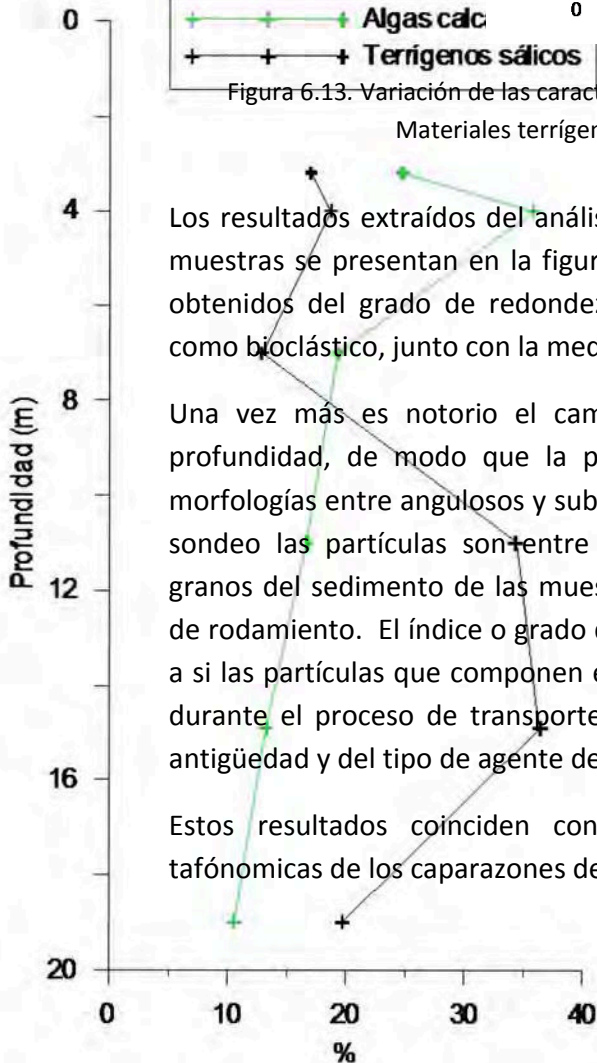 0
Algas calc
Terrígenos sálicos
Figura 6.13. Variación de las caract
Materiales terrígen
Los resultados extraídos del anális
muestras se presentan en la figur
obtenidos del grado de redondez
como bioclástico, junto con la med
Una vez más es notorio el cam
profundidad, de modo que la p
morfologías entre angulosos y sub
sondeo las partículas son entre
granos del sedimento de las mues
de rodamiento. El índice o grado
a si las partículas que componen e
durante el proceso de transporte
antigüedad y del tipo de agente de
Estos resultados coinciden con
tafónomicas de los caparazones de
Profundidad (m)
0
4
8
12
16
20
0 10 20 30 40
%